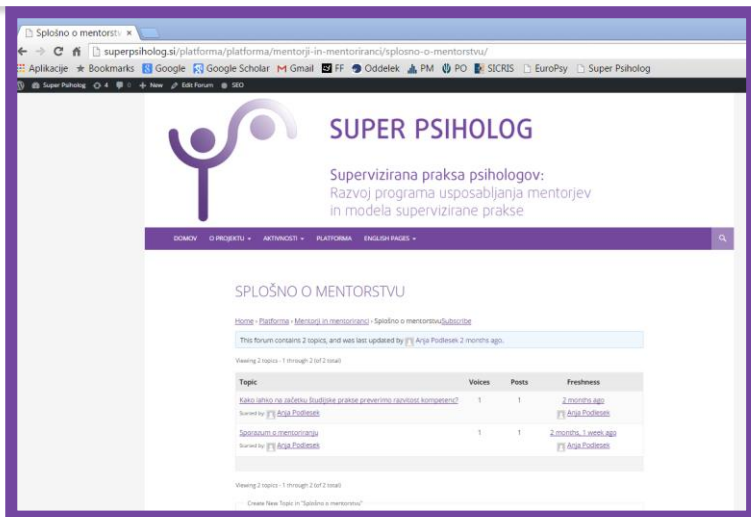 Splošno o mentorstv ×
superpsiholog.si/platforma/platforma/mentorji-in-mentoriranci/splosno-o-mentorstvu/
Aplikacije Bookmarks Google Google Scholar Gmail FF Oddelek PM PO SICRIS EuroPsy Super Psiholog
Super Psiholog 4 0 + New Edit Forum SEO
SUPER PSIHOLOG
Supervizirana praksa psihologov:
Razvoj programa usposabljanja mentorjev
in modela supervizirane prakse
DOMOV O PROJEKTU AKTIVNOSTI PLATFORMA ENGLISH PAGES
SPLOŠNO O MENTORSTVU
Home › Platforma › Mentorji in mentoriranci › Splošno o mentorstvuSubscribe
This forum contains 2 topics, and was last updated by Anja Podlesek 2 months ago.
Viewing 2 topics - 1 through 2 (of 2 total)
Topic Voices Posts Freshness
Kako lahko na začetku študijske prakse preverimo razvitost kompetenc? 1 1 2 months ago
Started by: Anja Podlesek Anja Podlesek
Sporazum o mentoriranju 1 1 2 months, 1 week ago
Started by: Anja Podlesek Anja Podlesek
Viewing 2 topics - 1 through 2 (of 2 total)
Create New Topic in "Splošno o mentorstvu"